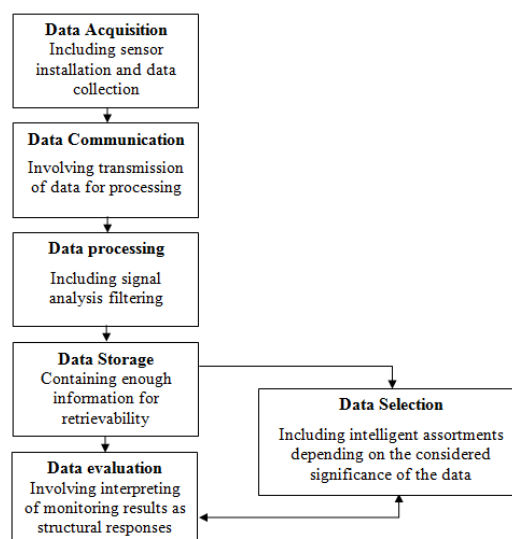 Data Acquisition
Including sensor
installation and data
collection
Data Communication
Involving transmission
of data for processing
Data processing
Including signal
analysis filtering
Data Storage
Containing enough
information for
retrievability
Data Selection
Including intelligent assortments
depending on the considered
significance of the data
Data evaluation
Involving interpreting
of monitoring results as
structural responses